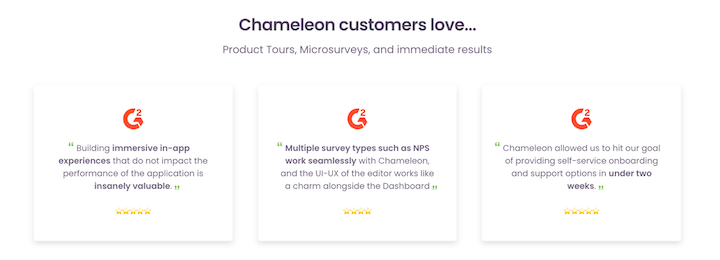 Chameleon customers love...
Product Tours, Microsurveys, and immediate results
G2
“ Building immersive in-app
experiences that do not impact the
performance of the application is
insanely valuable. „
G2
“ Multiple survey types such as NPS
work seamlessly with Chameleon,
and the UI-UX of the editor works like
a charm alongside the Dashboard „
G2
“ Chameleon allowed us to hit our goal
of providing self-service onboarding
and support options in under two
weeks. „